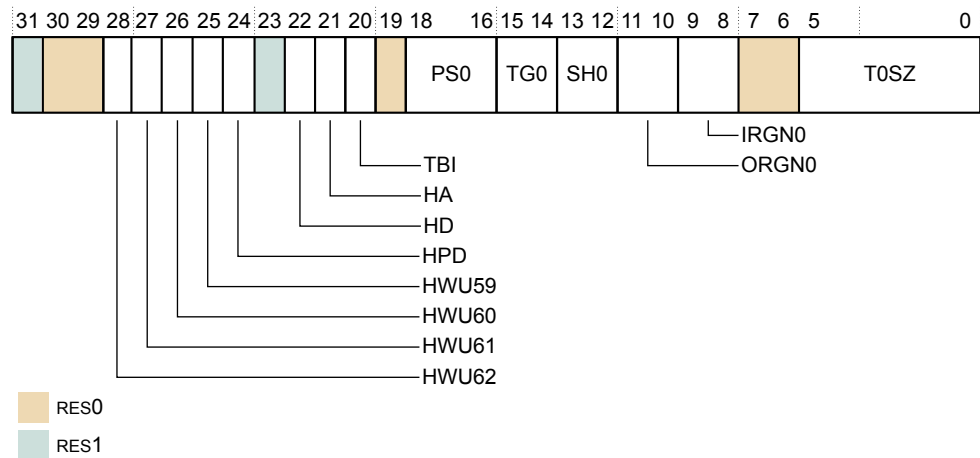 31 30 29 28 27 26 25 24 23 22 21 20 19 18 16 15 14 13 12 11 10 9 8 7 6 5 0
PS0 TG0 SH0 T0SZ
IRGN0
TBI ORGN0
HA
HD
HPD
HWU59
HWU60
HWU61
HWU62
RES0
RES1